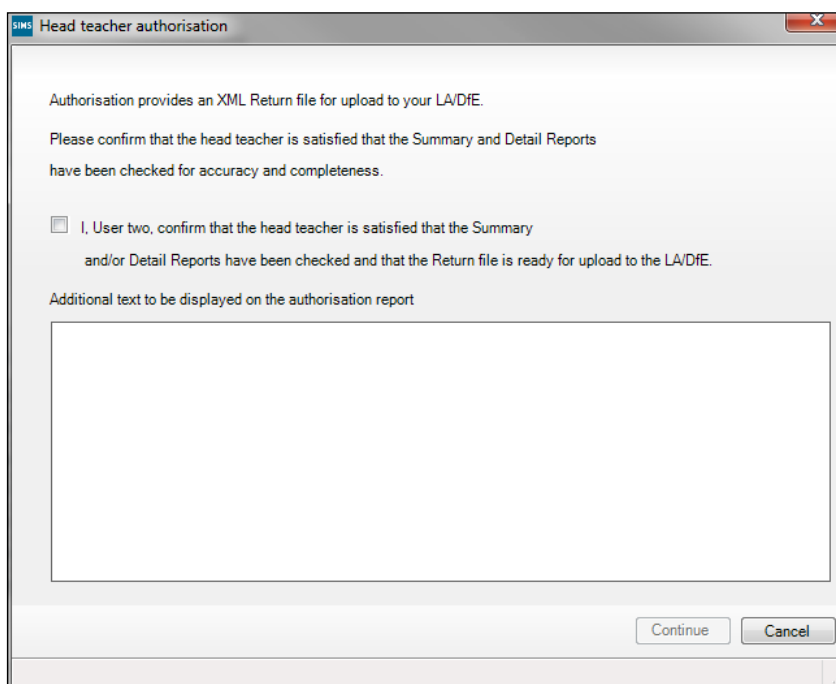 SIMS Head teacher authorisation
Authorisation provides an XML Return file for upload to your LA/DfE.
Please confirm that the head teacher is satisfied that the Summary and Detail Reports
have been checked for accuracy and completeness.
I, User two, confirm that the head teacher is satisfied that the Summary
and/or Detail Reports have been checked and that the Return file is ready for upload to the LA/DfE.
Additional text to be displayed on the authorisation report
Continue Cancel